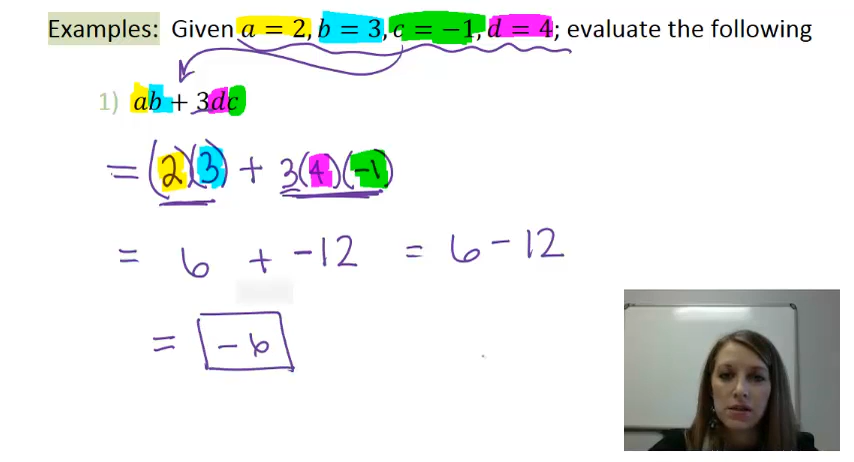 Examples: Given a = 2, b = 3, c = −1, d = 4; evaluate the following
1) ab + 3dc
= (2)(3) + 3(4)(-1)
= 6 + -12 = 6 - 12
= -6